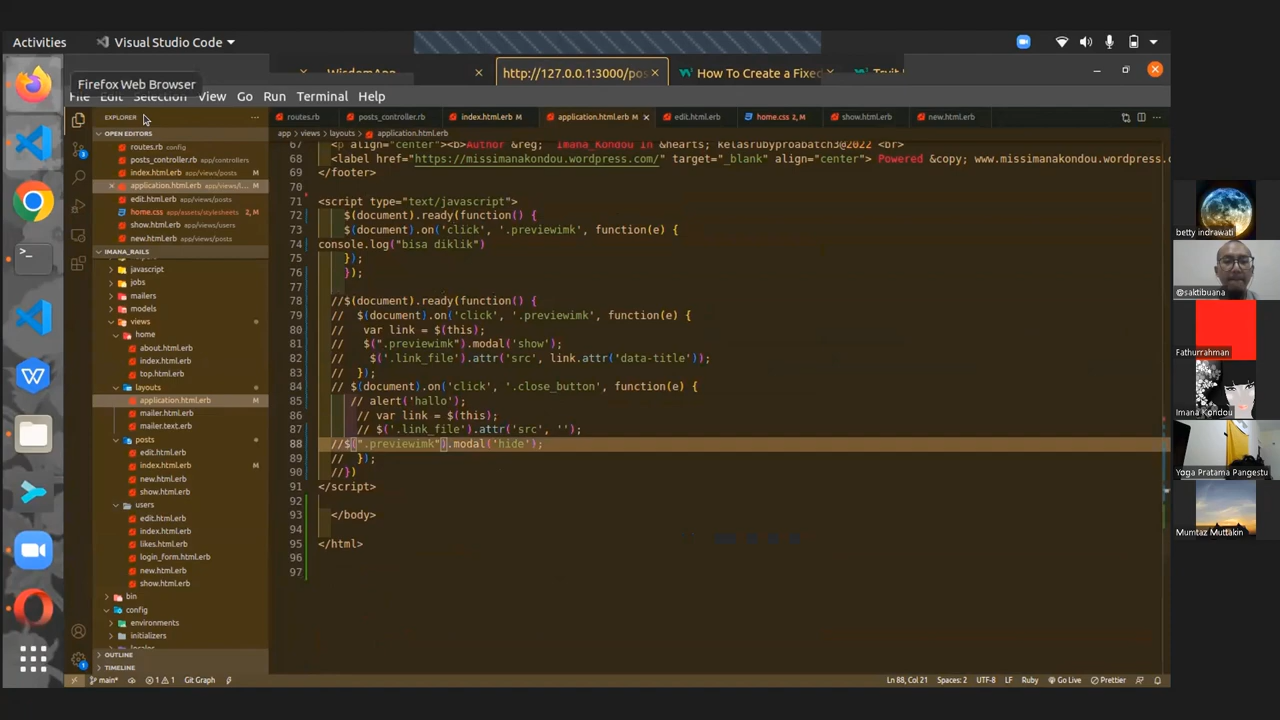 Activities
Visual Studio Code
WisdomApp
http://127.0.0.1:3000/pos
How To Create a Fixed
Firefox Web Browser
File Edit Selection View Go Run Terminal Help
EXPLORER
OPEN EDITORS
routes.rb config
posts_controller.rb app/controllers
index.html.erb app/views/posts M
application.html.erb app/views/l... M
edit.html.erb app/views/posts
home.css app/assets/stylesheets 2, M
show.html.erb app/views/users
new.html.erb app/views/posts
IMANA_RAILS
javascript
jobs
mailers
models
views
home
about.html.erb
index.html.erb
top.html.erb
layouts
application.html.erb M
mailer.html.erb
mailer.text.erb
posts
edit.html.erb
index.html.erb M
new.html.erb
show.html.erb
users
edit.html.erb
index.html.erb
likes.html.erb
login_form.html.erb
new.html.erb
show.html.erb
bin
config
environments
initializers
OUTLINE
TIMELINE
routes.rb posts_controller.rb index.html.erb M application.html.erb M edit.html.erb home.css 2, M show.html.erb new.html.erb
app > views > layouts > application.html.erb
67 <p align="center"><b>Author &reg; Imana_Kondou In &hearts; kelasrubyproabatch3@2022 <br>
68 <label href="https://missimanakondou.wordpress.com/" target="_blank" align="center"> Powered &copy; www.missimanakondou.wordpress.co
69 </footer>
70
71 <script type="text/javascript">
72 $(document).ready(function() {
73 $(document).on('click', '.previewimk', function(e) {
74 console.log("bisa diklik")
75 });
76 });
77
78 //$(document).ready(function() {
79 // $(document).on('click', '.previewimk', function(e) {
80 // var link = $(this);
81 // $(".previewimk").modal('show');
82 // $('.link_file').attr('src', link.attr('data-title'));
83 // });
84 // $(document).on('click', '.close_button', function(e) {
85 // alert('hallo');
86 // var link = $(this);
87 // $('.link_file').attr('src', '');
88 //$(".previewimk").modal('hide');
89 // });
90 //})
91 </script>
92
93 </body>
94
95 </html>
96
97
main* 1 1 Git Graph
Ln 88, Col 21 Spaces: 2 UTF-8 LF Ruby Go Live Prettier
betty indrawati
@saktibuana
Fathurrahman
Imana Kondou
Yoga Pratama Pangestu
Mumtaz Muttakin